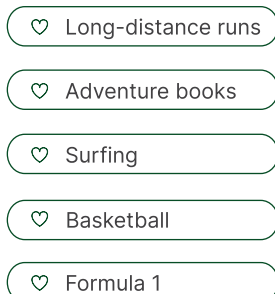 Long-distance runs
Adventure books
Surfing
Basketball
Formula 1